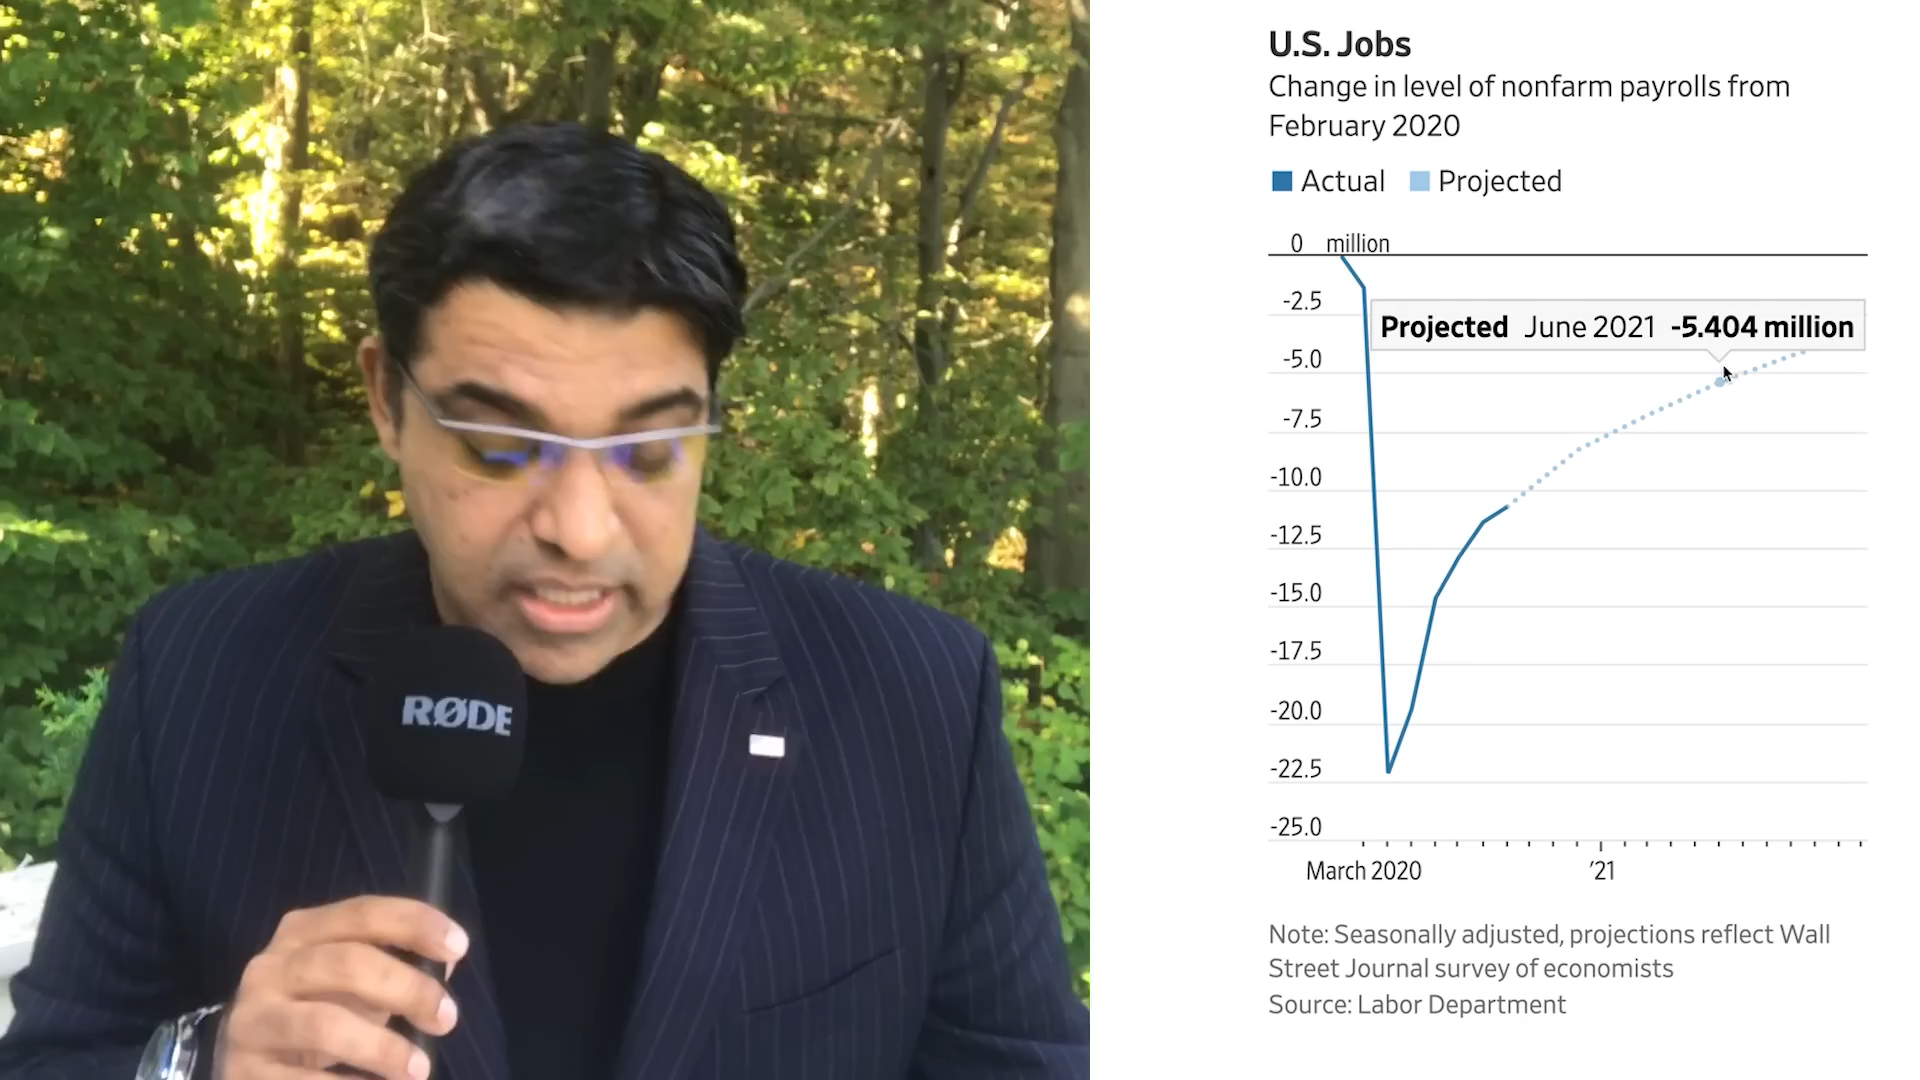 RØDE
U.S. Jobs
Change in level of nonfarm payrolls from
February 2020
Actual Projected
0 million
-2.5
Projected June 2021 -5.404 million
-5.0
-7.5
-10.0
-12.5
-15.0
-17.5
-20.0
-22.5
-25.0
March 2020 '21
Note: Seasonally adjusted, projections reflect Wall
Street Journal survey of economists
Source: Labor Department